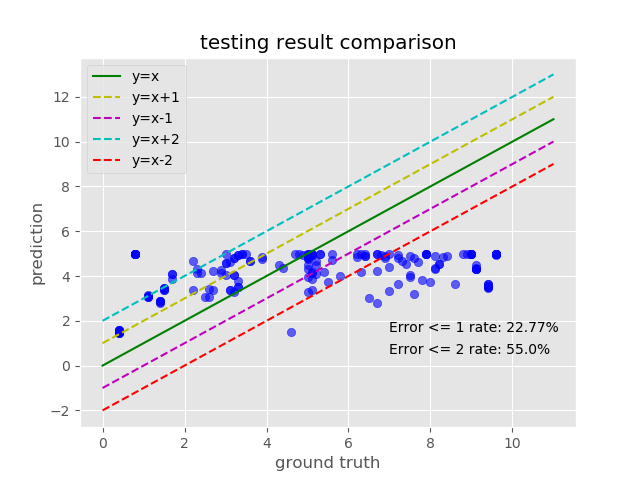 testing result comparison
y=x
y=x+1
y=x-1
y=x+2
y=x-2
12
10
8
6
4
2
0
−2
prediction
Error <= 1 rate: 22.77%
Error <= 2 rate: 55.0%
0 2 4 6 8 10
ground truth